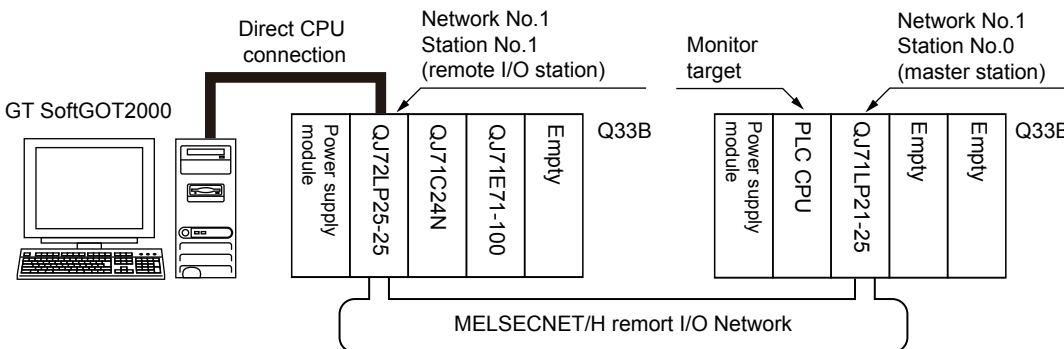 GT SoftGOT2000
Direct CPU
connection
Network No.1
Station No.1
(remote I/O station)
Power supply
module
QJ72LP25-25
QJ71C24N
QJ71E71-100
Empty
Q33B
Monitor
target
Network No.1
Station No.0
(master station)
Power supply
module
PLC CPU
QJ71LP21-25
Empty
Empty
Q33B
MELSECNET/H remort I/O Network